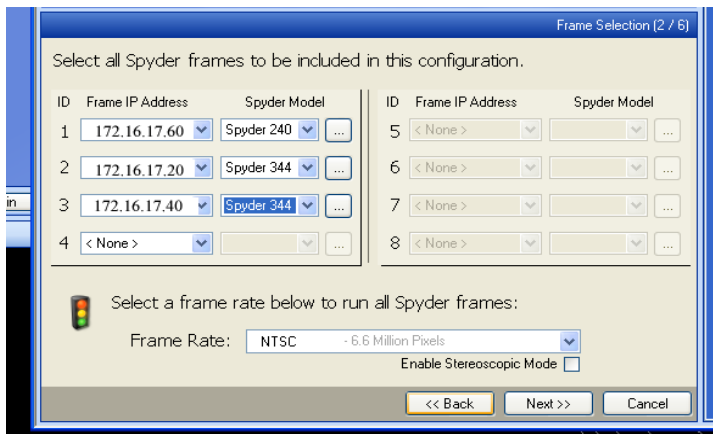 Frame Selection (2 / 6)
Select all Spyder frames to be included in this configuration.
ID Frame IP Address Spyder Model ID Frame IP Address Spyder Model
1 172.16.17.60 Spyder 240 ... 5 < None > ...
2 172.16.17.20 Spyder 344 ... 6 < None > ...
in
3 172.16.17.40 Spyder 344 ... 7 < None > ...
4 < None > ... 8 < None > ...
Select a frame rate below to run all Spyder frames:
Frame Rate: NTSC - 6.6 Million Pixels
Enable Stereoscopic Mode
<< Back Next >> Cancel